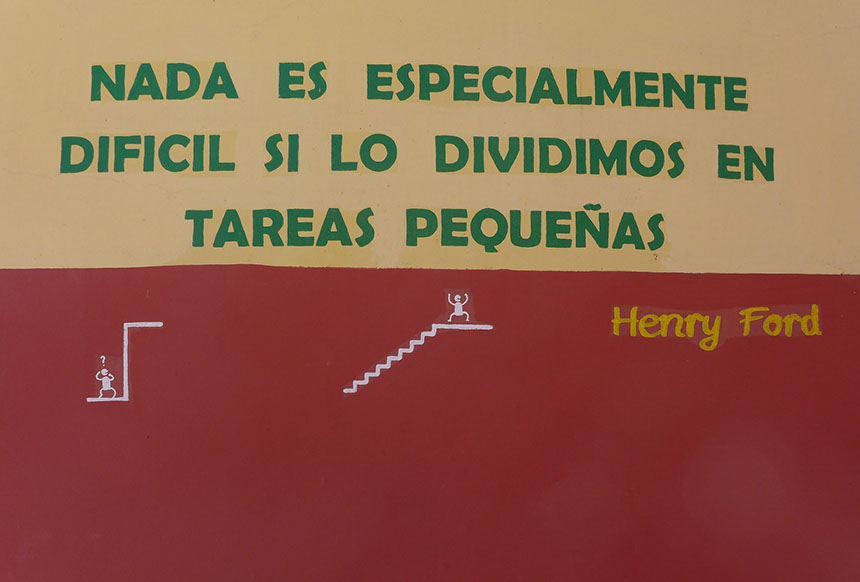 NADA ES ESPECIALMENTE
DIFICIL SI LO DIVIDIMOS EN
TAREAS PEQUEÑAS
Henry Ford
?